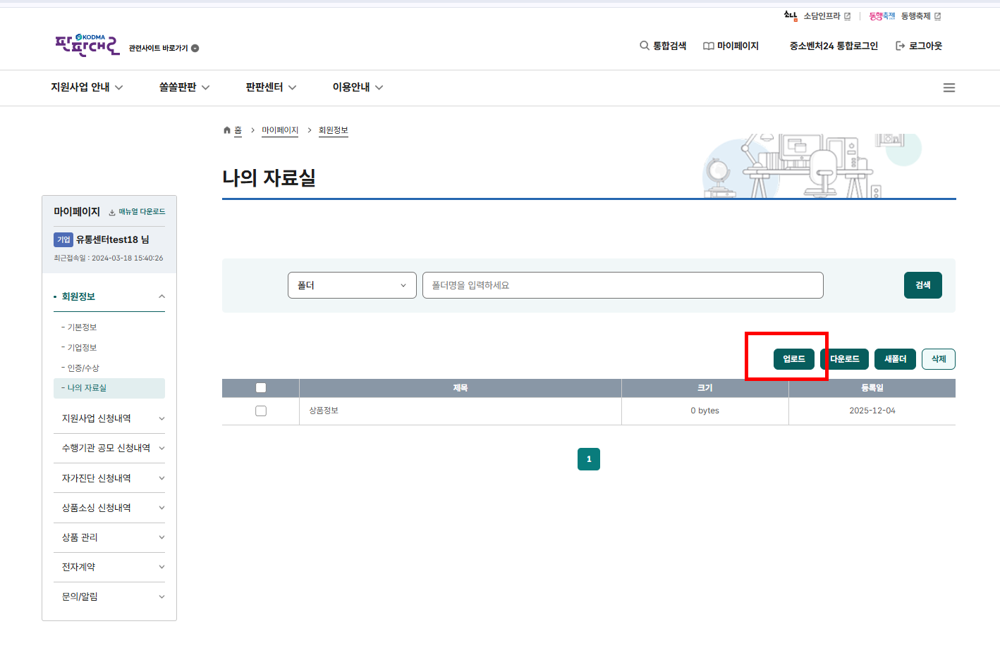 소담 소담인프라
동행축제 동행축제
KODMA
판판대로
관련사이트 바로가기
통합검색
마이페이지
중소벤처24 통합로그인
로그아웃
지원사업 안내
쏠쏠판판
판판센터
이용안내
홈 > 마이페이지 > 회원정보
나의 자료실
마이페이지
매뉴얼 다운로드
기업 유통센터test18 님
최근접속일 : 2024-03-18 15:40:26
회원정보
- 기본정보
- 기업정보
- 인증/수상
- 나의 자료실
지원사업 신청내역
수행기관 공모 신청내역
자가진단 신청내역
상품소싱 신청내역
상품 관리
전자계약
문의/알림
폴더
폴더명을 입력하세요
검색
업로드
다운로드
새폴더
삭제
제목 크기 등록일
상품정보 0 bytes 2025-12-04
1